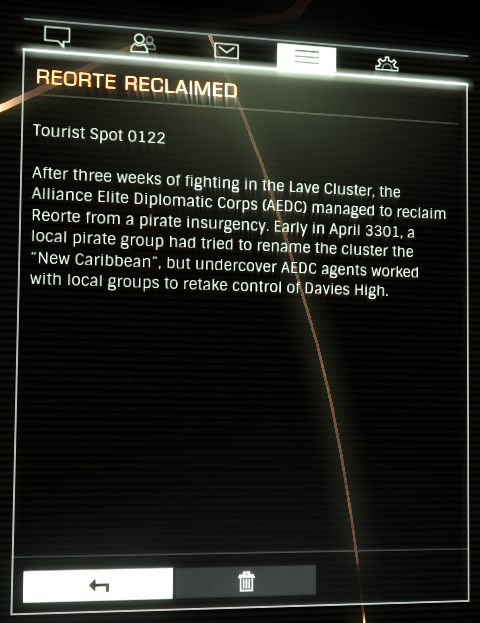 REORTE RECLAIMED
Tourist Spot 0122
After three weeks of fighting in the Lave Cluster, the
Alliance Elite Diplomatic Corps (AEDC) managed to reclaim
Reorte from a pirate insurgency. Early in April 3301, a
local pirate group had tried to rename the cluster the
“New Caribbean”, but undercover AEDC agents worked
with local groups to retake control of Davies High.